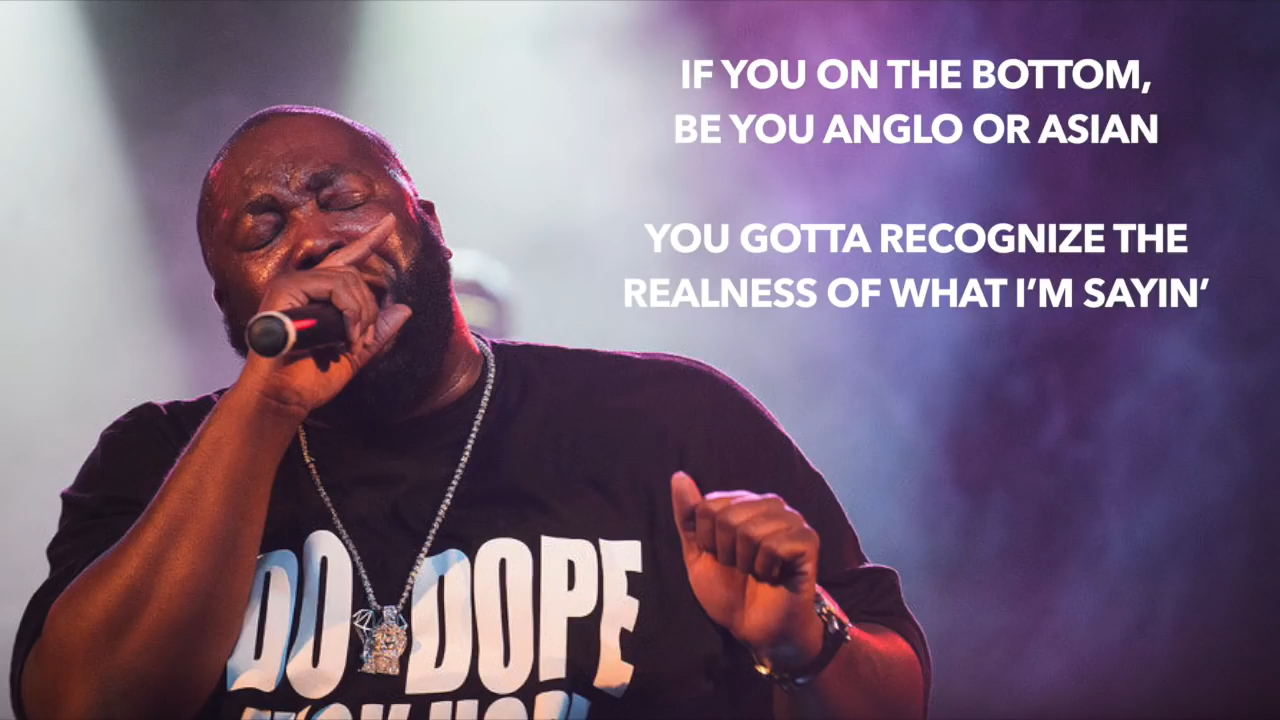 IF YOU ON THE BOTTOM,
BE YOU ANGLO OR ASIAN
YOU GOTTA RECOGNIZE THE
REALNESS OF WHAT I’M SAYIN’
DO DOPE